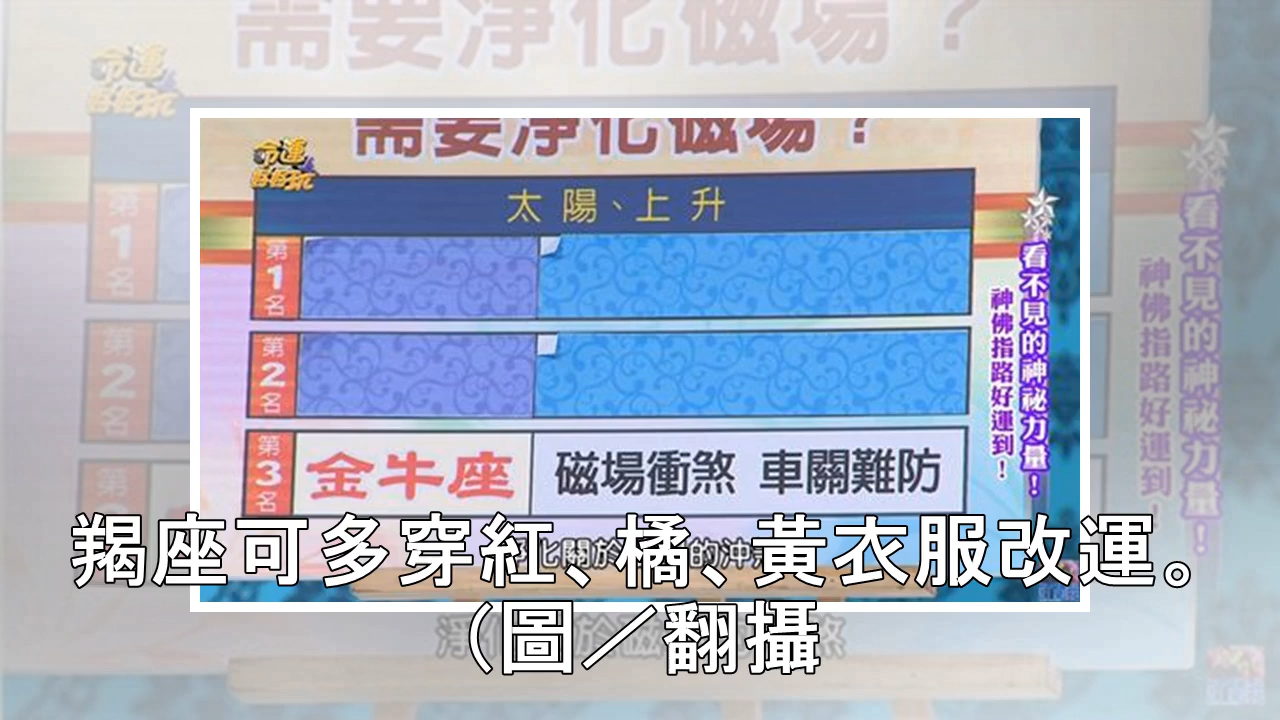 需要淨化磁場？
命運好好玩
太陽、上升
第1名
第2名
第3名
金牛座
磁場衝煞 車關難防
看不見的神祕力量！
神佛指路好運到！
羯座可多穿紅、橘、黃衣服改運。
（圖／翻攝